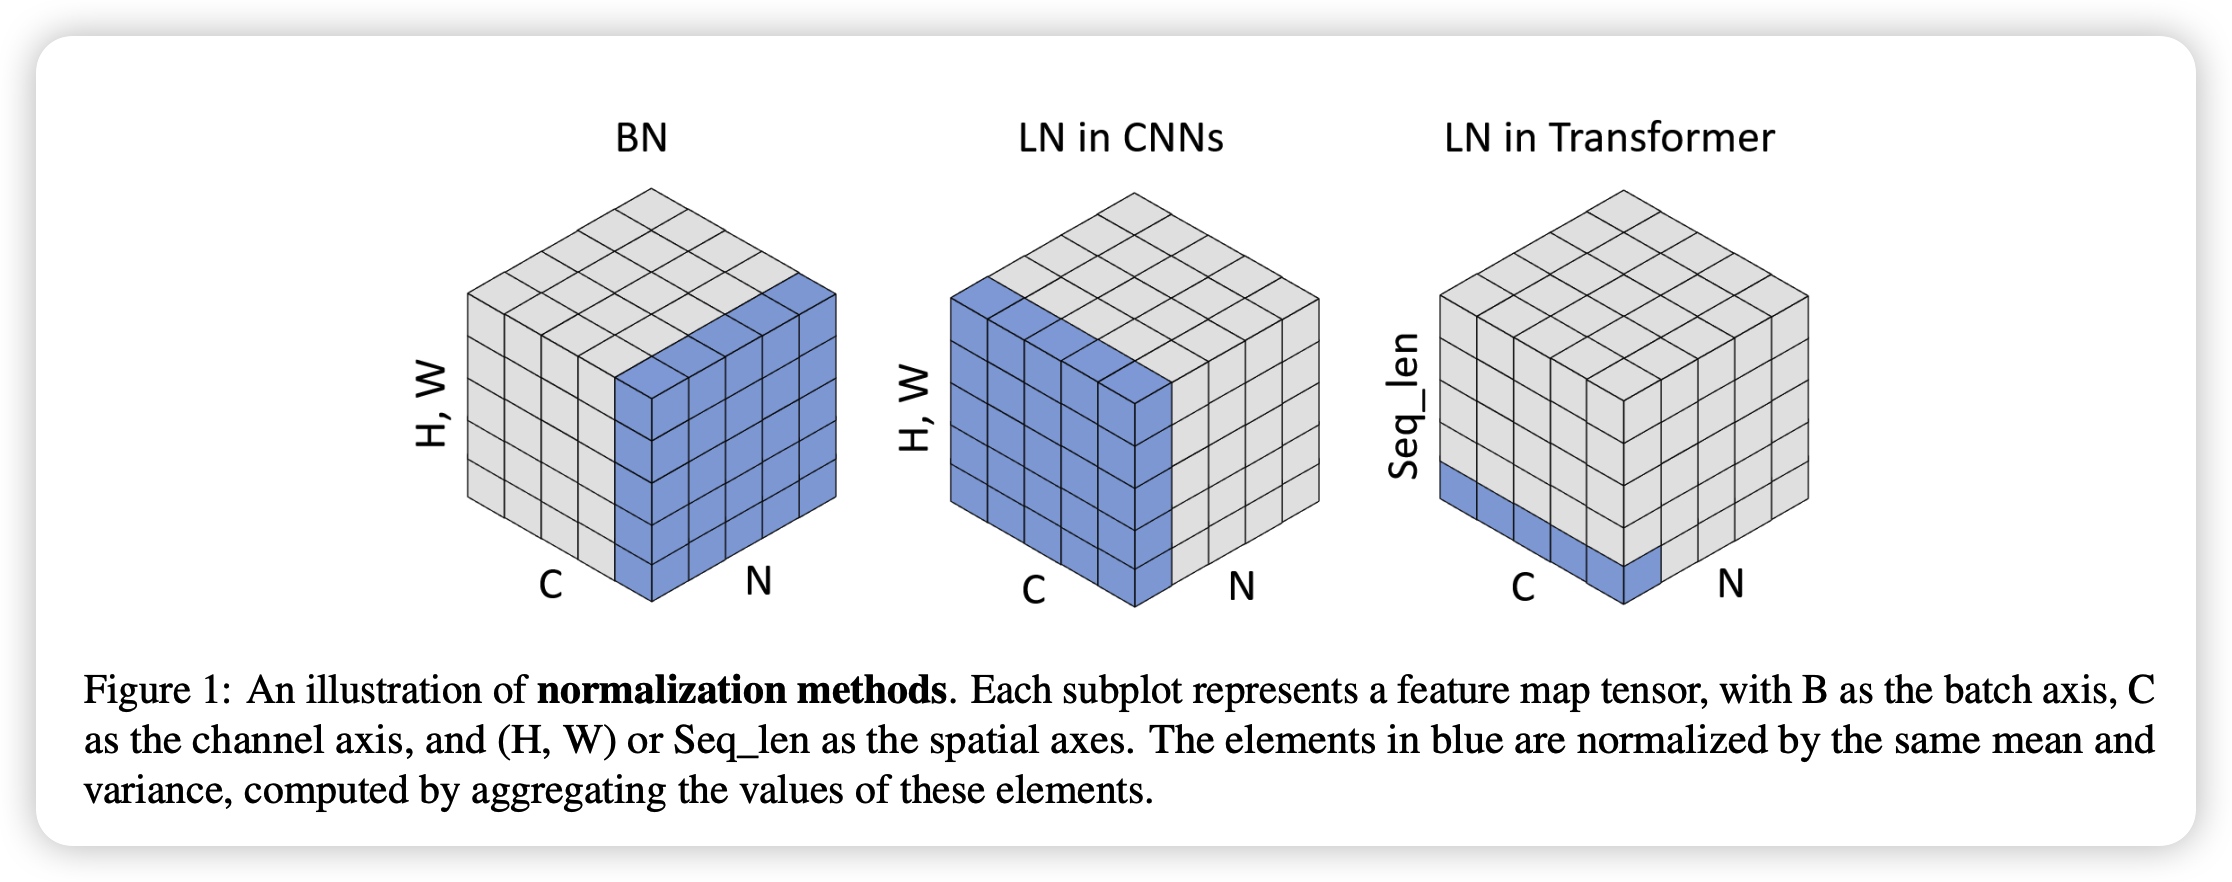 BN
LN in CNNs
LN in Transformer
H, W
C
N
H, W
C
N
Seq_len
C
N
Figure 1: An illustration of normalization methods. Each subplot represents a feature map tensor, with B as the batch axis, C
as the channel axis, and (H, W) or Seq_len as the spatial axes. The elements in blue are normalized by the same mean and
variance, computed by aggregating the values of these elements.